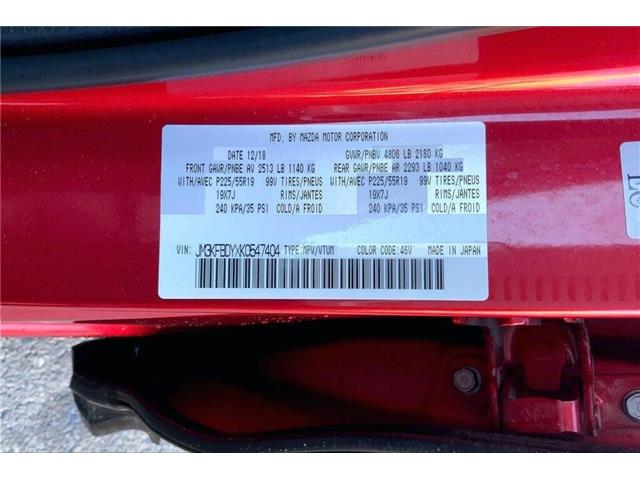 MFD. BY MAZDA MOTOR CORPORATION
DATE 12/18 GVWR/PNBV 4806 LB 2180 KG
FRONT GAWR/PNBE AV 2513 LB 1140 KG REAR GAWR/PNBE AR 2293 LB 1040 KG
WITH/AVEC P225/55R19 99V TIRES/PNEUS WITH/AVEC P225/55R19 99V TIRES/PNEUS
19X7J RIMS/JANTES 19X7J RIMS/JANTES
240 KPA/35 PSI COLD/A FROID 240 KPA/35 PSI COLD/A FROID
VIN: JM3KFBDYXK0547404 TYPE:MPV/VTUM COLOR CODE:46V MADE IN JAPAN